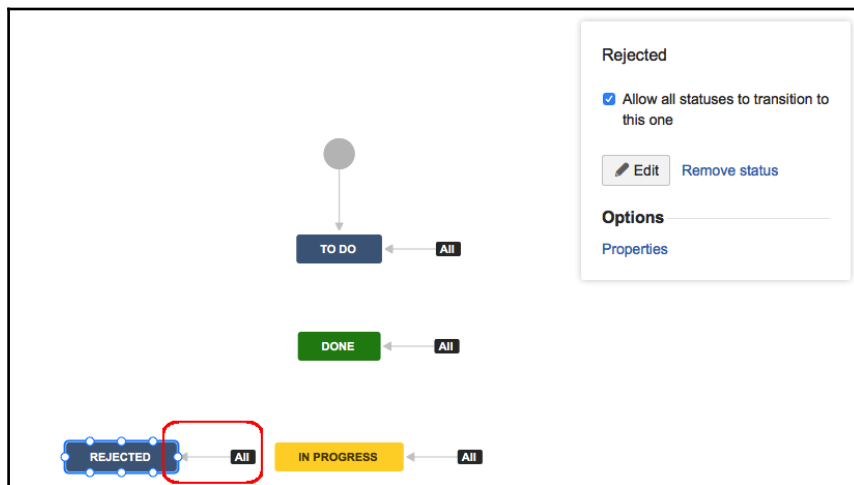 Rejected
Allow all statuses to transition to
this one
Edit Remove status
Options
Properties
TO DO All
DONE All
REJECTED All IN PROGRESS All